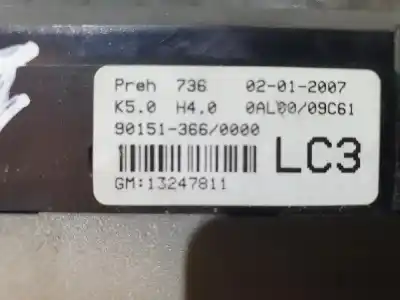 Preh 736 02-01-2007
K5.0 H4.0 0AL00/09C61
90151-366/0000
LC3
GM:13247811